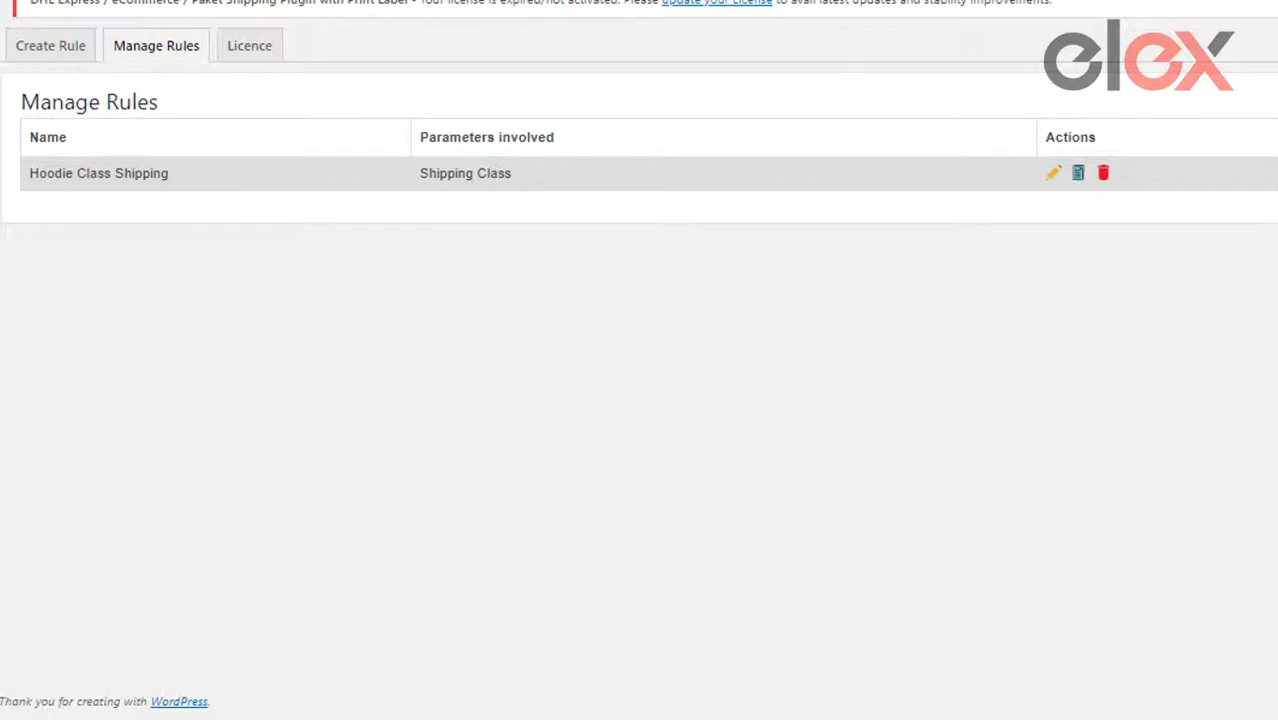 DHL Express / eCommerce / Paket Shipping Plugin with Print Label - Your license is expired/not activated. Please update your License to avail latest updates and stability improvements.
Create Rule
Manage Rules
Licence
elex
Manage Rules
Name Parameters involved Actions
Hoodie Class Shipping Shipping Class
Thank you for creating with WordPress.